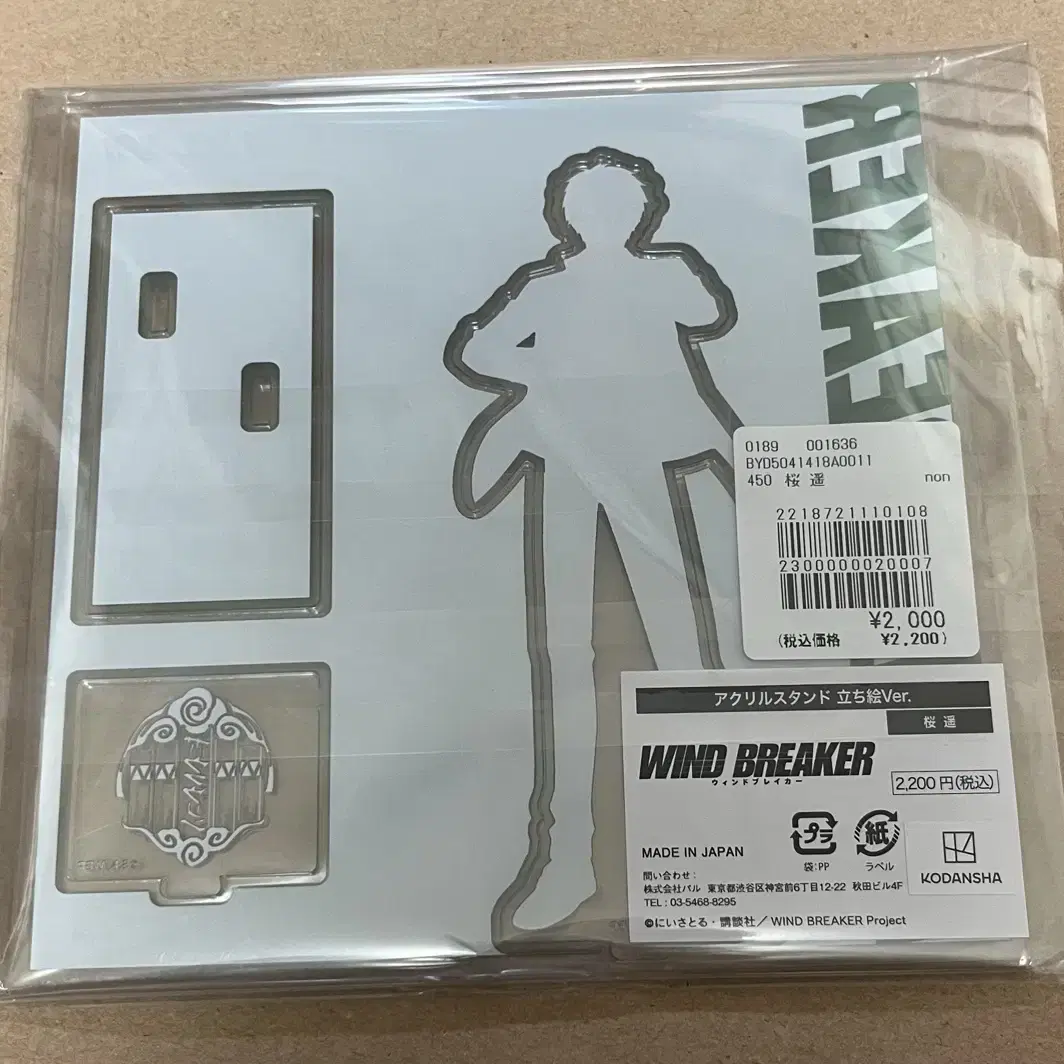 REAKER
0189 001636
BYD5041418A0011
450 桜 遥 non
2218721110108
2300000020007
¥2,000
(税込価格 ¥2,200)
アクリルスタンド 立ち絵Ver.
桜 遥
WIND BREAKER
ウィンドブレイカー
2,200円(税込)
MADE IN JAPAN
プラ
袋:PP
紙
ラベル
KODANSHA
問い合わせ:
株式会社バル 東京都渋谷区神宮前6丁目12-22 秋田ビル4F
TEL:03-5468-8295
©にいさとる・講談社/WIND BREAKER Project